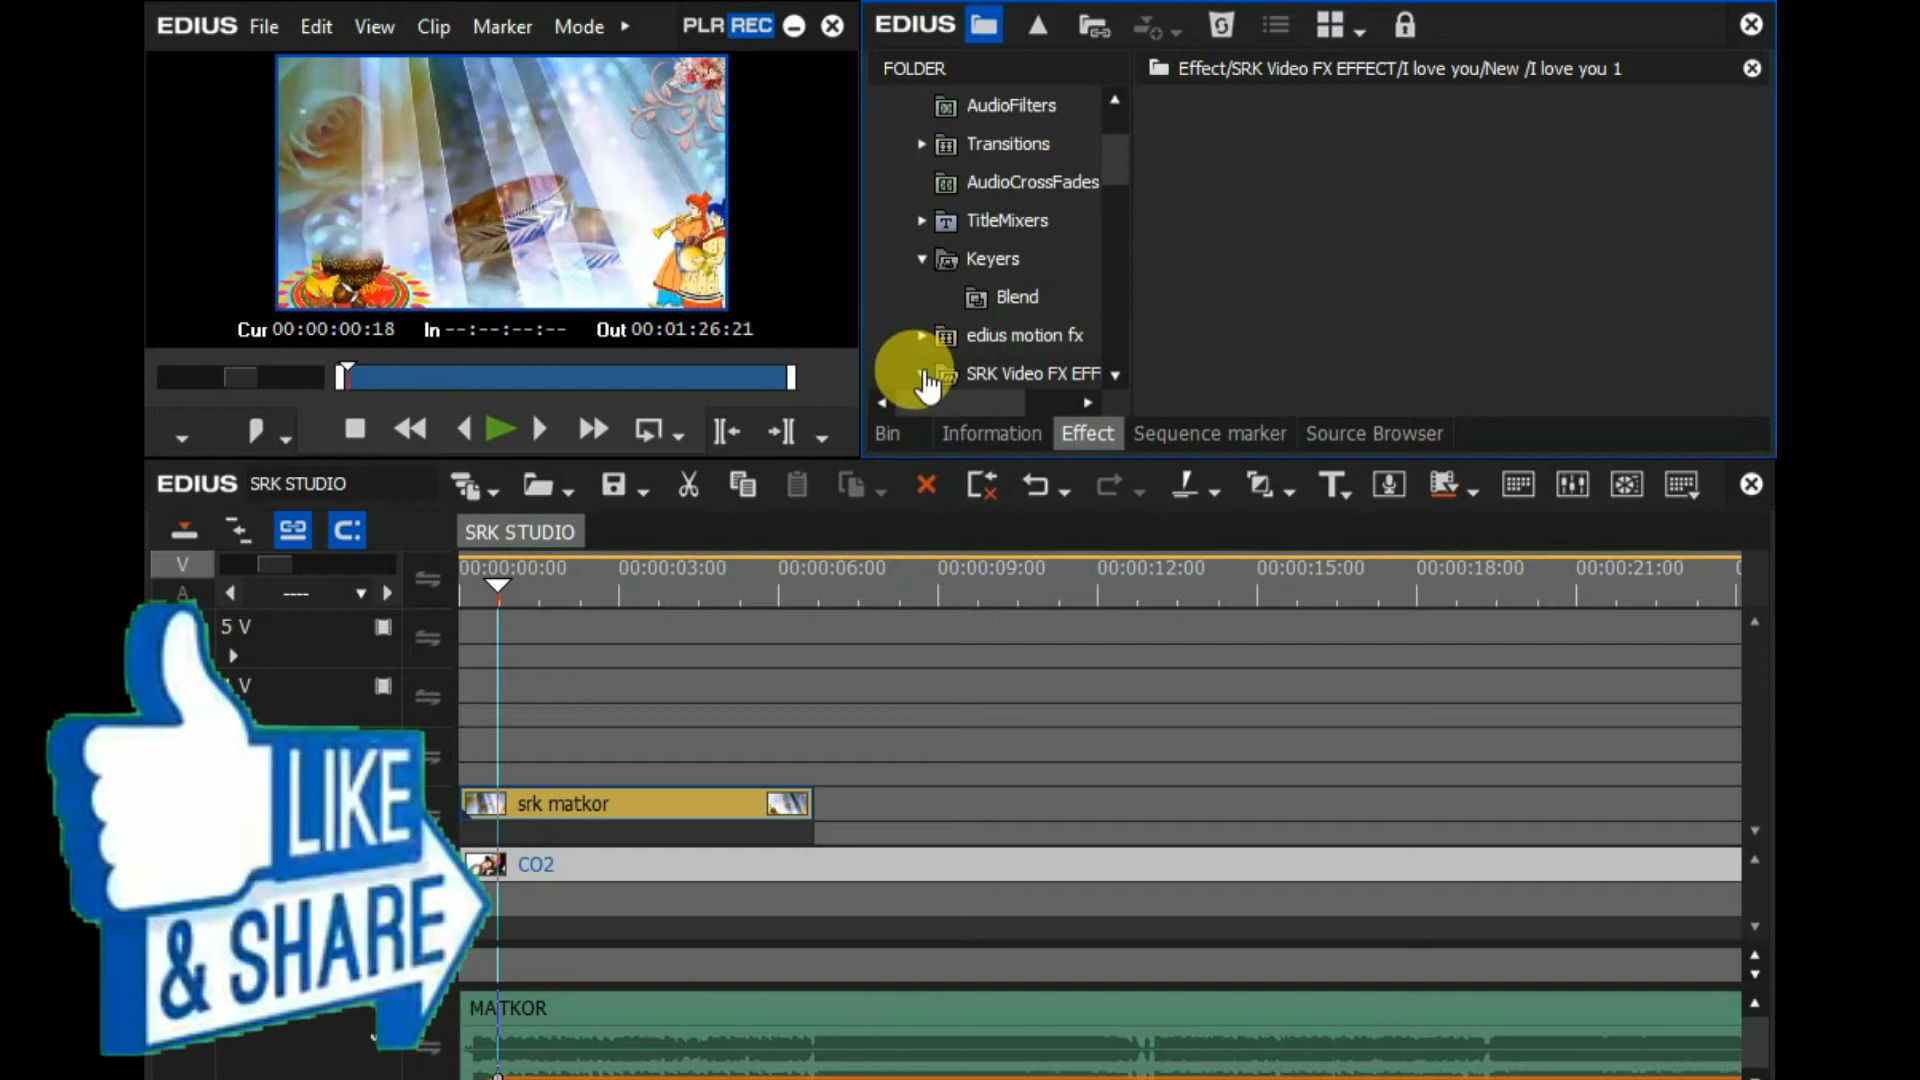 EDIUS File Edit View Clip Marker Mode PLR REC
Cur 00:00:00:18 In --:--:--:-- Out 00:01:26:21
EDIUS
FOLDER
Effect/SRK Video FX EFFECT/I love you/New /I love you 1
AudioFilters
Transitions
AudioCrossFades
TitleMixers
Keyers
Blend
edius motion fx
SRK Video FX EFF
Bin Information Effect Sequence marker Source Browser
EDIUS SRK STUDIO
SRK STUDIO
V
A
----
00:00:00:00 00:00:03:00 00:00:06:00 00:00:09:00 00:00:12:00 00:00:15:00 00:00:18:00 00:00:21:00
5 V
V
srk matkor
CO2
MATKOR
LIKE
& SHARE